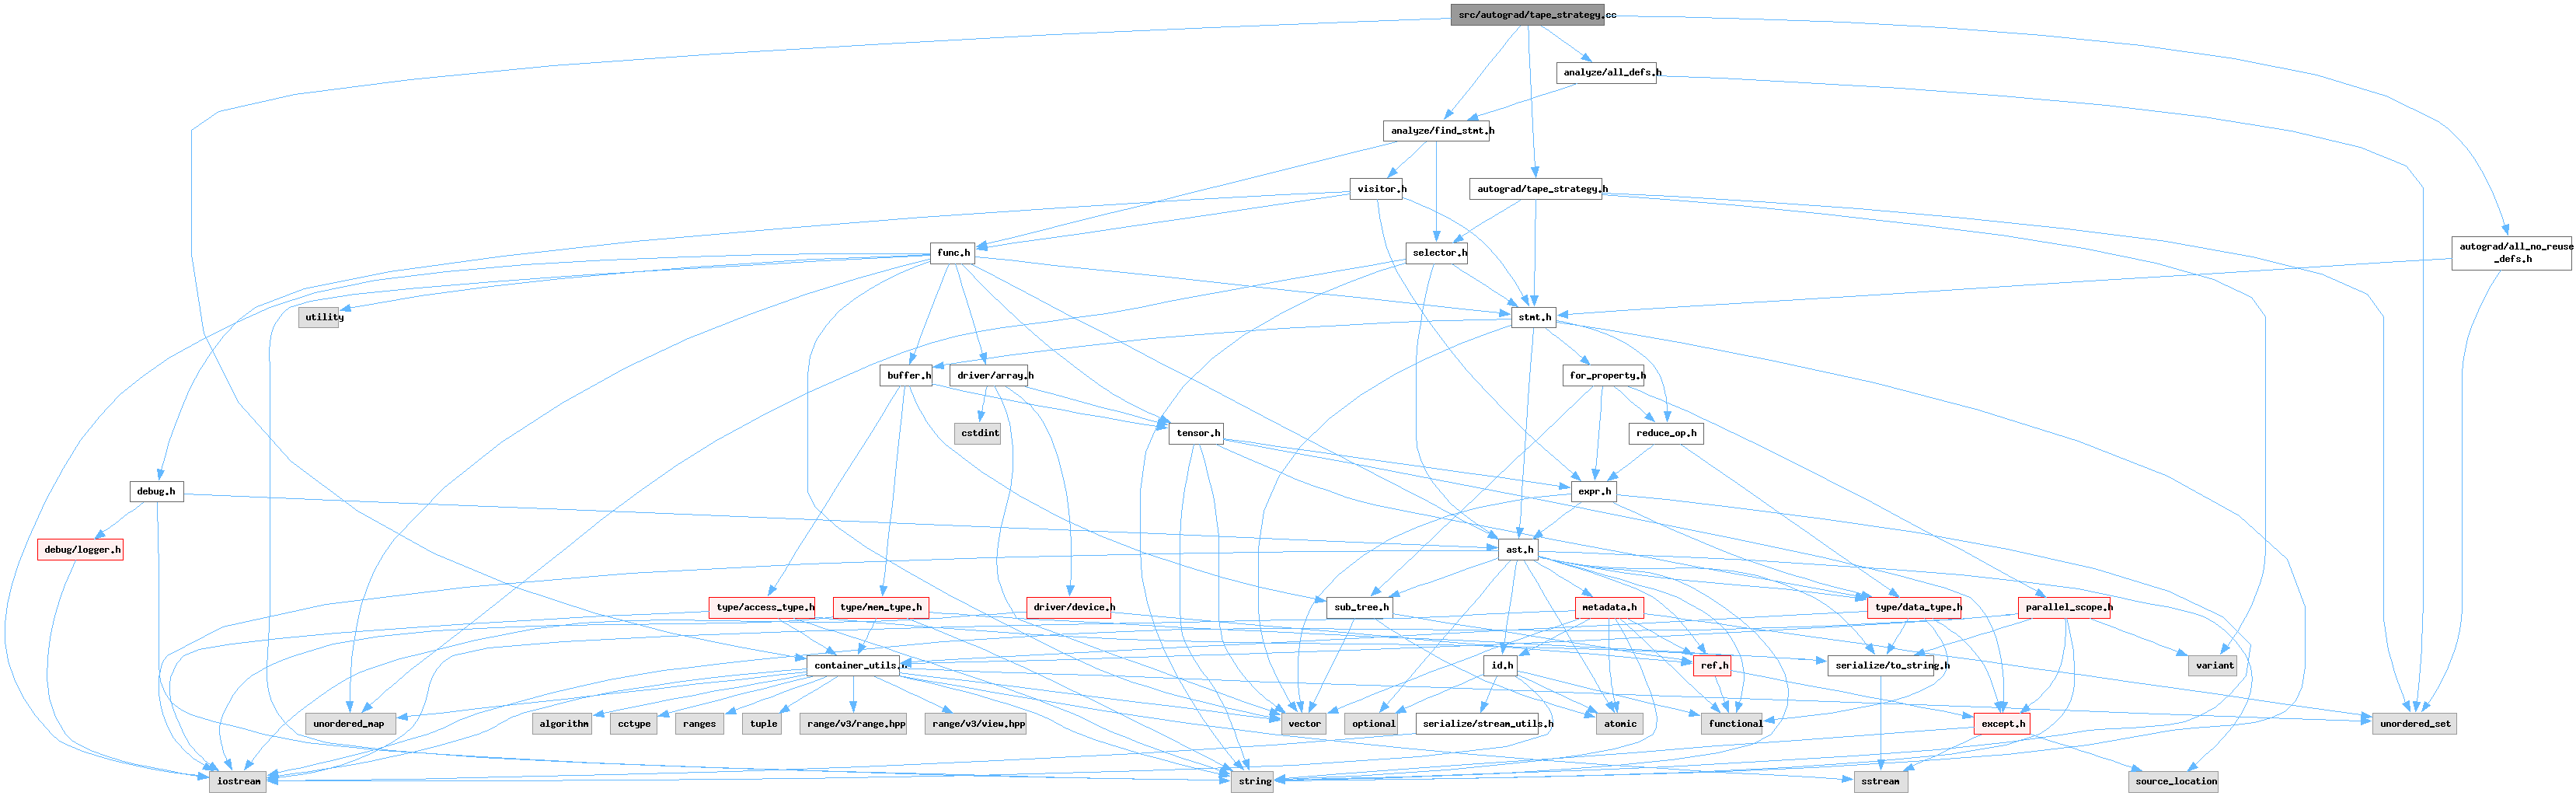 src/autograd/tape_strategy.cc
analyze/all_defs.h
analyze/find_stmt.h
visitor.h
autograd/tape_strategy.h
func.h
selector.h
autograd/all_no_reuse
_defs.h
utility
stmt.h
buffer.h
driver/array.h
for_property.h
cstdint
tensor.h
reduce_op.h
debug.h
expr.h
debug/logger.h
ast.h
type/access_type.h
type/mem_type.h
driver/device.h
sub_tree.h
metadata.h
type/data_type.h
parallel_scope.h
container_utils.h
id.h
ref.h
serialize/to_string.h
variant
unordered_map
algorithm
cctype
ranges
tuple
range/v3/range.hpp
range/v3/view.hpp
vector
optional
serialize/stream_utils.h
atomic
functional
except.h
unordered_set
iostream
string
sstream
source_location